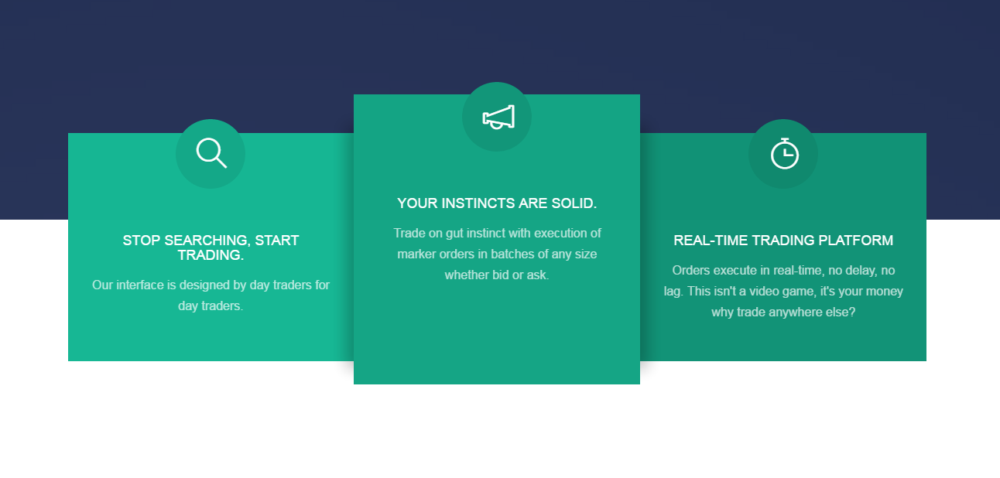 STOP SEARCHING, START
TRADING.
Our interface is designed by day traders for
day traders.
YOUR INSTINCTS ARE SOLID.
Trade on gut instinct with execution of
marker orders in batches of any size
whether bid or ask.
REAL-TIME TRADING PLATFORM
Orders execute in real-time, no delay, no
lag. This isn't a video game, it's your money
why trade anywhere else?